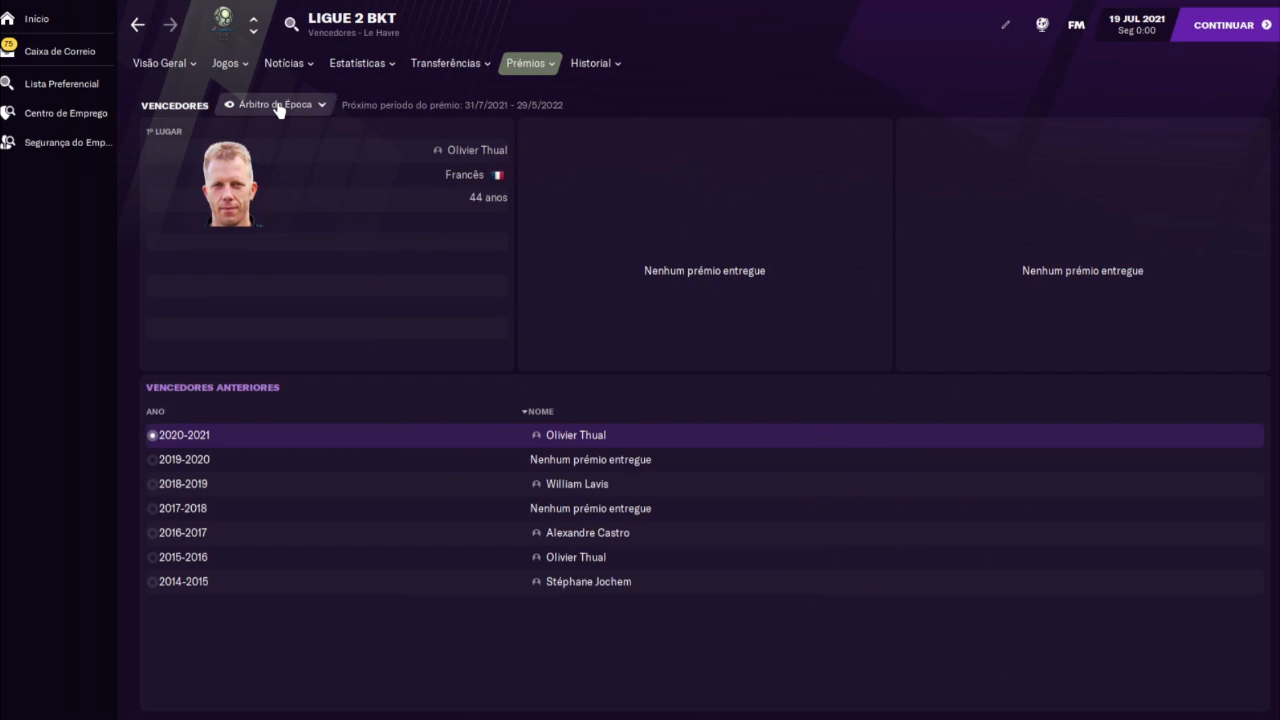 Início
75
Caixa de Correio
Lista Preferencial
Centro de Emprego
Segurança do Emp...
LIGUE 2 BKT
Vencedores - Le Havre
FM
19 JUL 2021
Seg 0:00
CONTINUAR
Visão Geral
Jogos
Notícias
Estatísticas
Transferências
Prémios
Historial
VENCEDORES
Árbitro da Época
Próximo período do prémio: 31/7/2021 - 29/5/2022
1º LUGAR
Olivier Thual
Francês
44 anos
Nenhum prémio entregue
Nenhum prémio entregue
VENCEDORES ANTERIORES
ANO NOME
2020-2021 Olivier Thual
2019-2020 Nenhum prémio entregue
2018-2019 William Lavis
2017-2018 Nenhum prémio entregue
2016-2017 Alexandre Castro
2015-2016 Olivier Thual
2014-2015 Stéphane Jochem